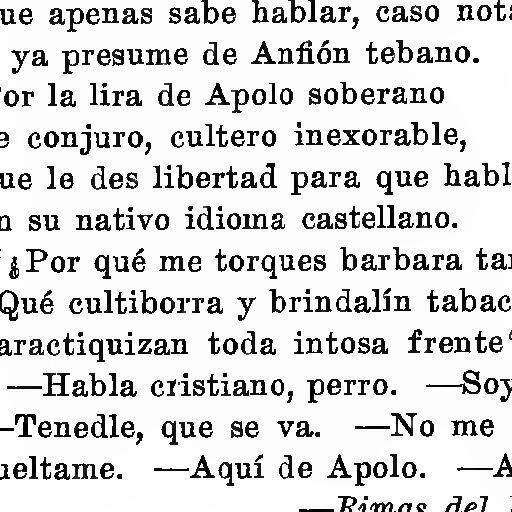 ue apenas sabe hablar, caso not
ya presume de Anfión tebano.
or la lira de Apolo soberano
e conjuro, cultero inexorable,
ue le des libertad para que habl
n su nativo idioma castellano.
¿Por qué me torques barbara ta
Qué cultiborra y brindalín tabac
aractiquizan toda intosa frente
—Habla cristiano, perro. —Soy
—Tenedle, que se va. —No me
ueltame. —Aquí de Apolo. —A
—Rimas del